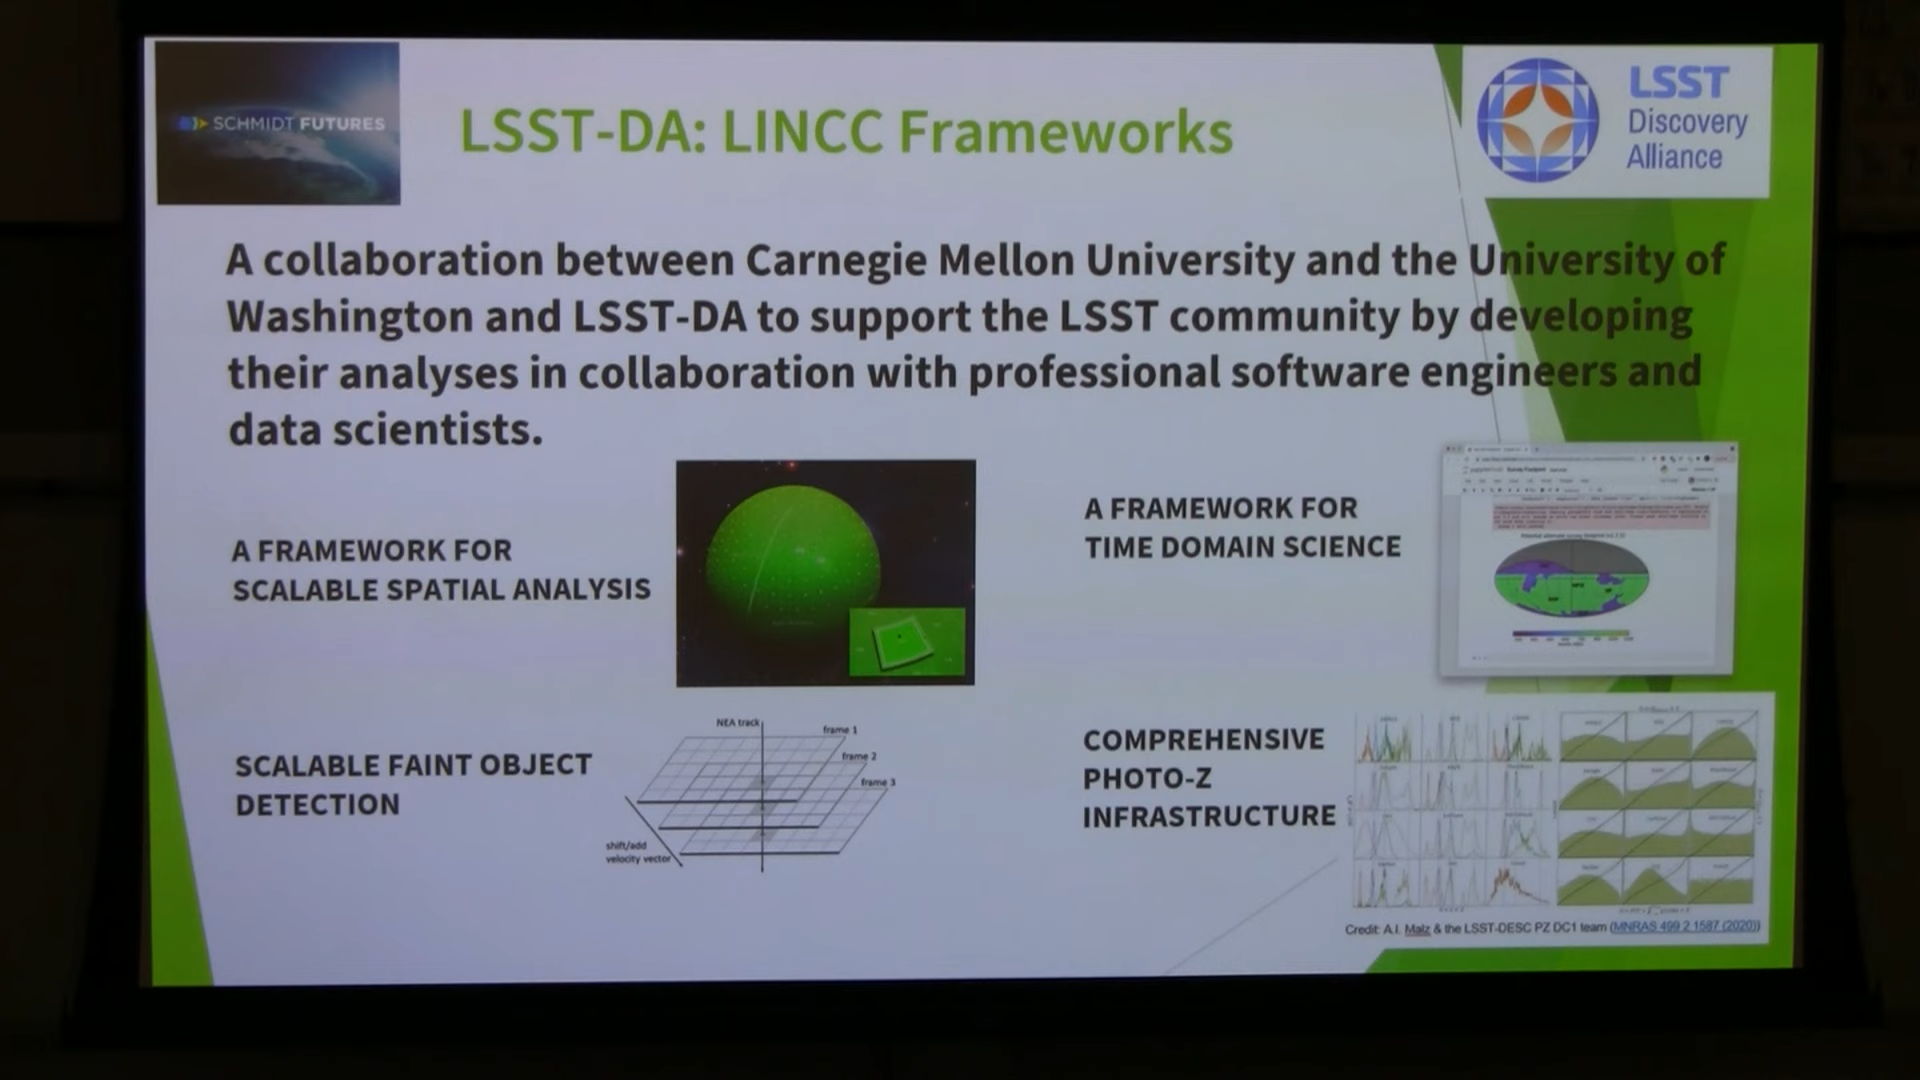 SCHMIDT FUTURES
LSST-DA: LINCC Frameworks
LSST
Discovery
Alliance
A collaboration between Carnegie Mellon University and the University of
Washington and LSST-DA to support the LSST community by developing
their analyses in collaboration with professional software engineers and
data scientists.
A FRAMEWORK FOR
SCALABLE SPATIAL ANALYSIS
A FRAMEWORK FOR
TIME DOMAIN SCIENCE
SCALABLE FAINT OBJECT
DETECTION
NEA track
frame 1
frame 2
frame 3
shift/add
velocity vector
COMPREHENSIVE
PHOTO-Z
INFRASTRUCTURE
Credit: A.I. Malz & the LSST-DESC PZ DC1 team (MNRAS 499 2 1587 (2020))